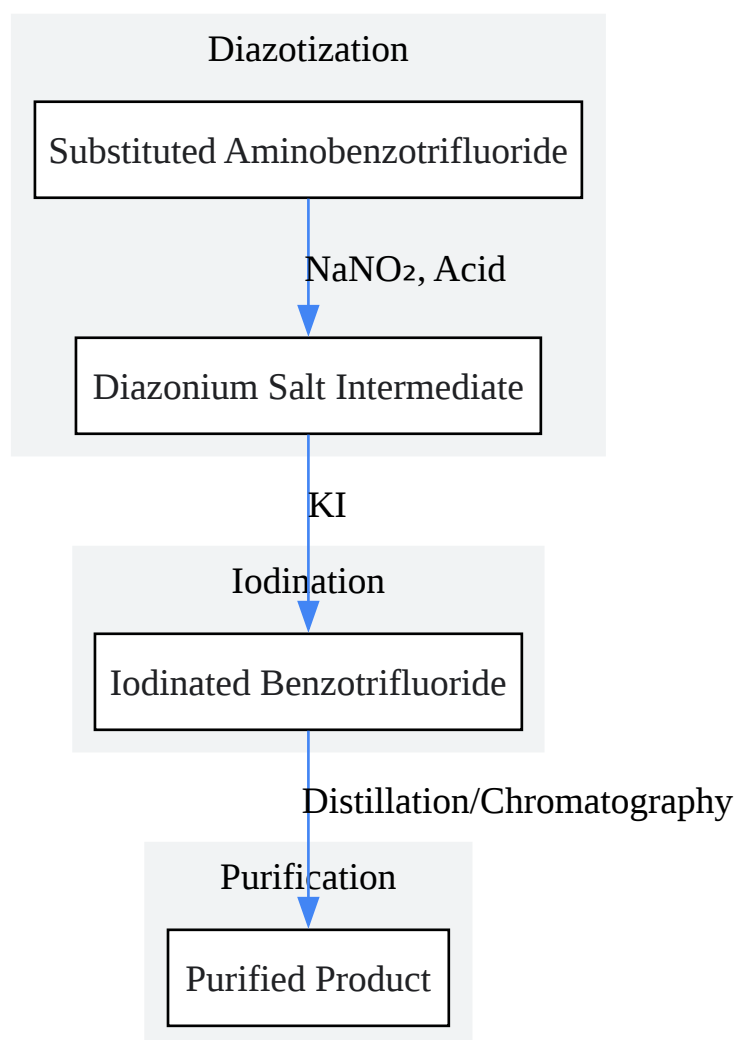 Diazotization
Substituted Aminobenzotrifluoride
NaNO₂, Acid
Diazonium Salt Intermediate
KI
Iodination
Iodinated Benzotrifluoride
Distillation/Chromatography
Purification
Purified Product